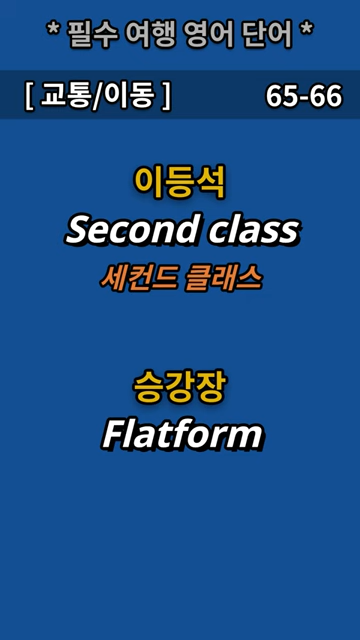 * 필수 여행 영어 단어 *
[ 교통/이동 ] 65-66
이등석
Second class
세컨드 클래스
승강장
Flatform